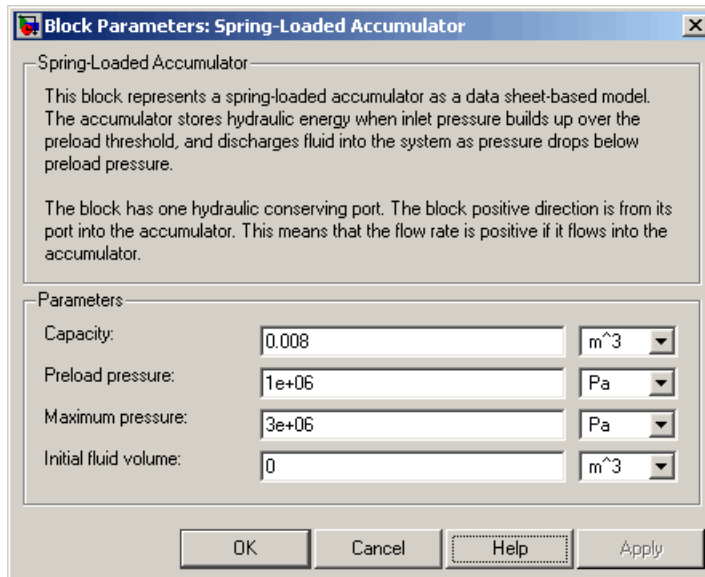 Block Parameters: Spring-Loaded Accumulator
Spring-Loaded Accumulator
This block represents a spring-loaded accumulator as a data sheet-based model.
The accumulator stores hydraulic energy when inlet pressure builds up over the
preload threshold, and discharges fluid into the system as pressure drops below
preload pressure.
The block has one hydraulic conserving port. The block positive direction is from its
port into the accumulator. This means that the flow rate is positive if it flows into the
accumulator.
Parameters
Capacity: 0.008 m^3
Preload pressure: 1e+06 Pa
Maximum pressure: 3e+06 Pa
Initial fluid volume: 0 m^3
OK Cancel Help Apply